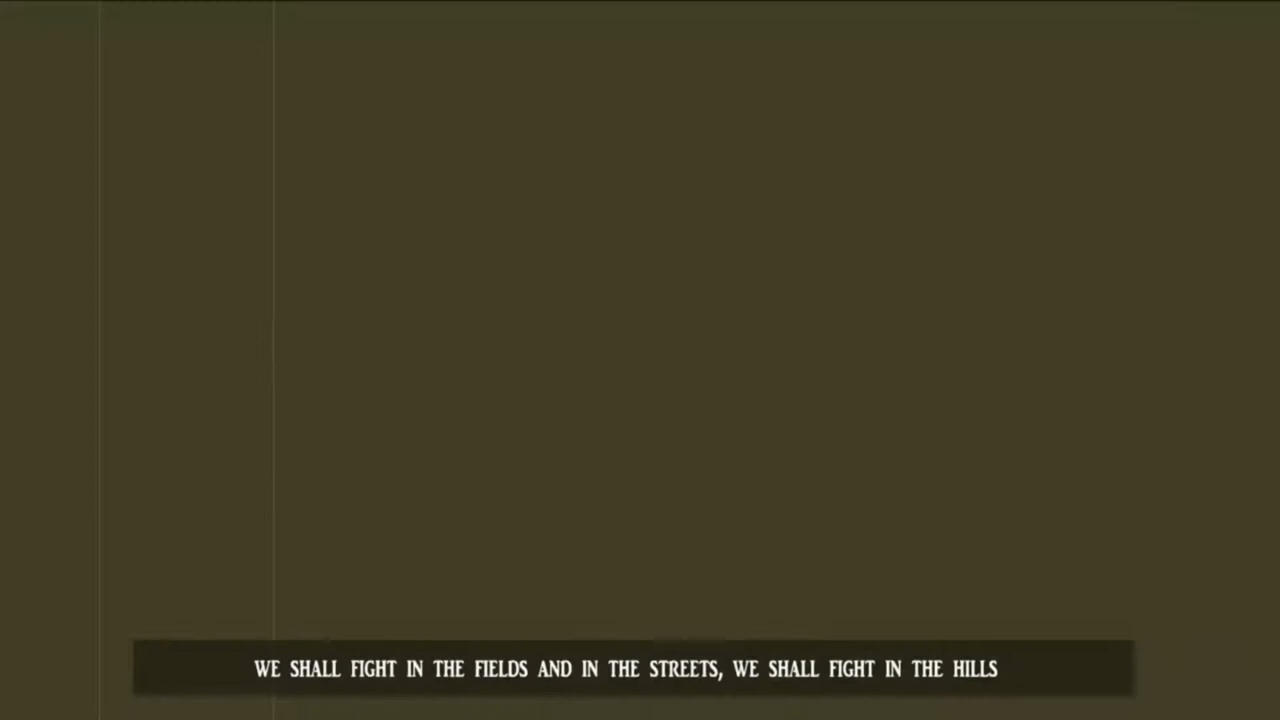 WE SHALL FIGHT IN THE FIELDS AND IN THE STREETS, WE SHALL FIGHT IN THE HILLS